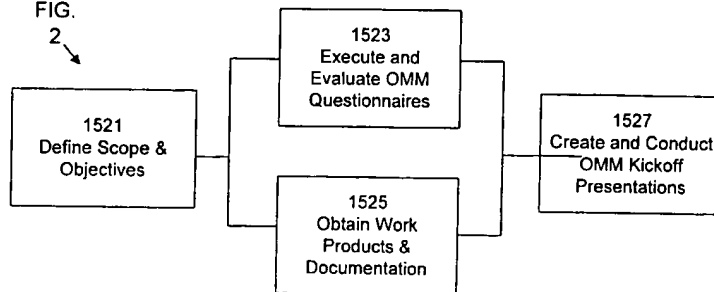 FIG.
2
1521
Define Scope &
Objectives
1523
Execute and
Evaluate OMM
Questionnaires
1525
Obtain Work
Products &
Documentation
1527
Create and Conduct
OMM Kickoff
Presentations